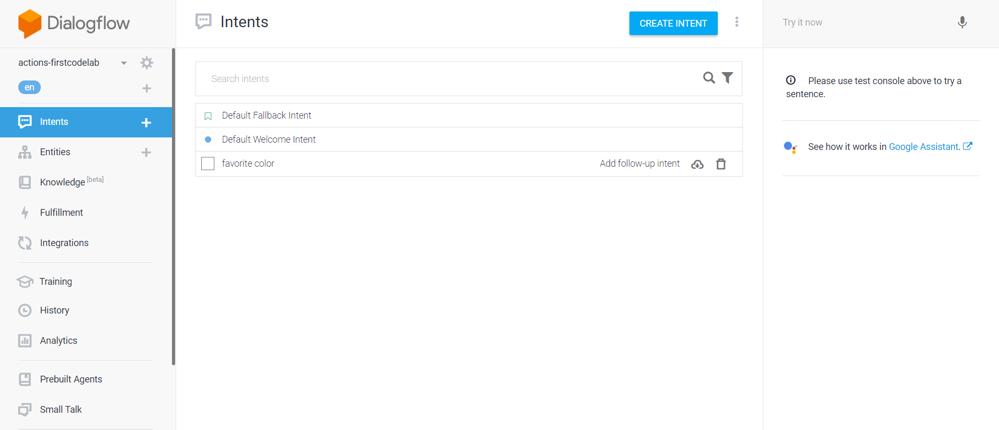 Dialogflow
actions-firstcodelab
en
Intents
Entities
Knowledge [beta]
Fulfillment
Integrations
Training
History
Analytics
Prebuilt Agents
Small Talk
Intents
CREATE INTENT
Search intents
Default Fallback Intent
Default Welcome Intent
favorite color
Add follow-up intent
Try it now
Please use test console above to try a
sentence.
See how it works in Google Assistant.